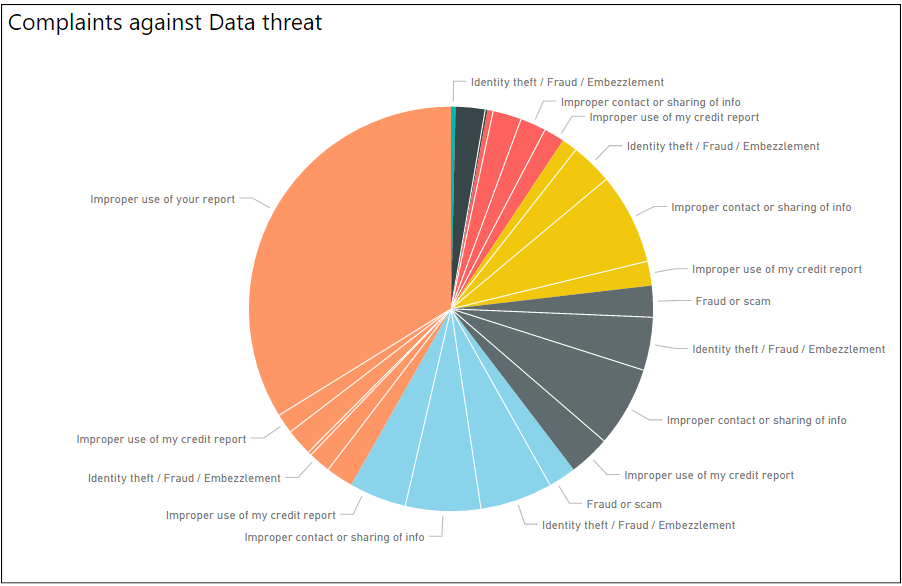 Complaints against Data threat
Identity theft / Fraud / Embezzlement
Improper contact or sharing of info
Improper use of my credit report
Identity theft / Fraud / Embezzlement
Improper contact or sharing of info
Improper use of my credit report
Fraud or scam
Identity theft / Fraud / Embezzlement
Improper contact or sharing of info
Improper use of my credit report
Fraud or scam
Identity theft / Fraud / Embezzlement
Improper contact or sharing of info
Improper use of my credit report
Identity theft / Fraud / Embezzlement
Improper use of my credit report
Improper use of your report